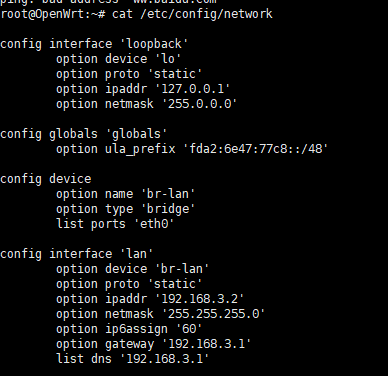 ping: bad address 'ww.baidu.com'
root@OpenWrt:~# cat /etc/config/network
config interface 'loopback'
option device 'lo'
option proto 'static'
option ipaddr '127.0.0.1'
option netmask '255.0.0.0'
config globals 'globals'
option ula_prefix 'fda2:6e47:77c8::/48'
config device
option name 'br-lan'
option type 'bridge'
list ports 'eth0'
config interface 'lan'
option device 'br-lan'
option proto 'static'
option ipaddr '192.168.3.2'
option netmask '255.255.255.0'
option ip6assign '60'
option gateway '192.168.3.1'
list dns '192.168.3.1'